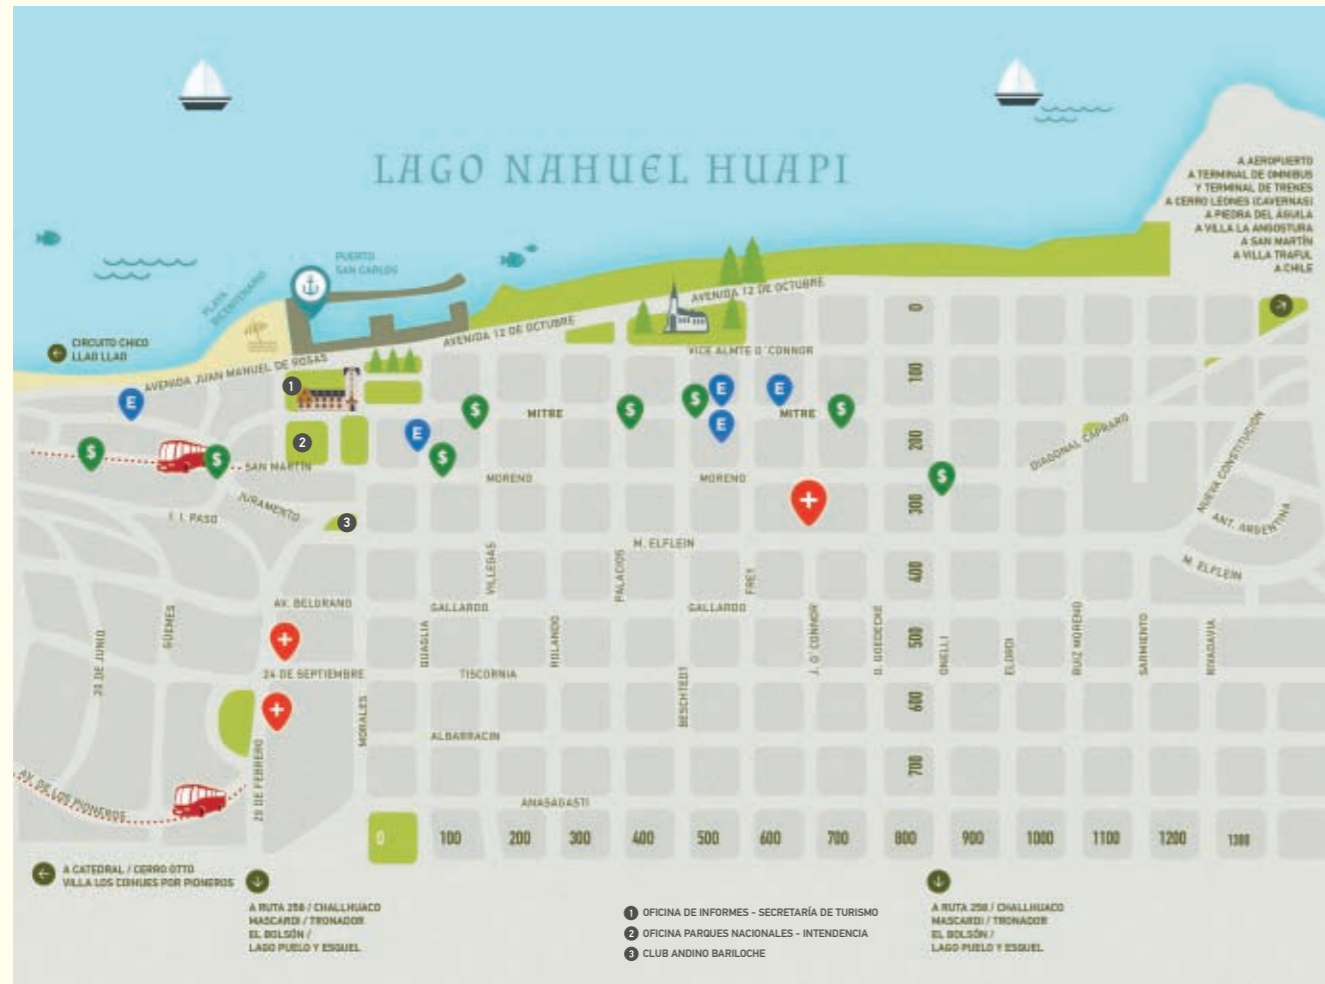 LAGO NAHUEL HUAPI
A AEROPUERTO
A TERMINAL DE OMNIBUS
Y TERMINAL DE TRENES
A CERRO LEONES (CAVERNAS)
A PIEDRA DEL ÁGUILA
A VILLA LA ANGOSTURA
A SAN MARTÍN
A VILLA TRAFUL
A CHILE
PUERTO
SAN CARLOS
PLAYA
BICENTENARIO
CIRCUITO CHICO
LLAO LLAO
AVENIDA JUAN MANUEL DE ROSAS
AVENIDA 12 DE OCTUBRE
AVENIDA 12 DE OCTUBRE
VICE ALMTE O'CONNOR
0
100
200
300
400
500
600
700
1
2
3
E
E
E
E
E
$
$
$
$
$
$
$
$
MITRE
MITRE
SAN MARTÍN
MORENO
MORENO
JURAMENTO
PASO
DIAGONAL CAPRARO
NUEVA CONSTITUCIÓN
ANT. ARGENTINA
M. ELFLEIN
M. ELFLEIN
VILLEGAS
PALACIOS
FREY
AV. BELGRANO
GALLARDO
GALLARDO
GÜEMES
QUAGLIA
ROLANDO
J. O'CONNOR
O. GOEDECKE
ONELLI
ELORDI
RUIZ MORENO
SARMIENTO
RIVADAVIA
24 DE SEPTIEMBRE
TISCORNIA
BESCHTEDT
MORALES
ALBARRACIN
DE FEBRERO
AV. DE LOS PIONEROS
ANASAGASTI
0
100
200
300
400
500
600
700
800
900
1000
1100
1200
1300
A CATEDRAL / CERRO OTTO
VILLA LOS COIHUES POR PIONEROS
A RUTA 258 / CHALLHUACO
MASCARDI / TRONADOR
EL BOLSÓN /
LAGO PUELO Y ESQUEL
1 OFICINA DE INFORMES - SECRETARÍA DE TURISMO
2 OFICINA PARQUES NACIONALES - INTENDENCIA
3 CLUB ANDINO BARILOCHE
A RUTA 258 / CHALLHUACO
MASCARDI / TRONADOR
EL BOLSÓN /
LAGO PUELO Y ESQUEL